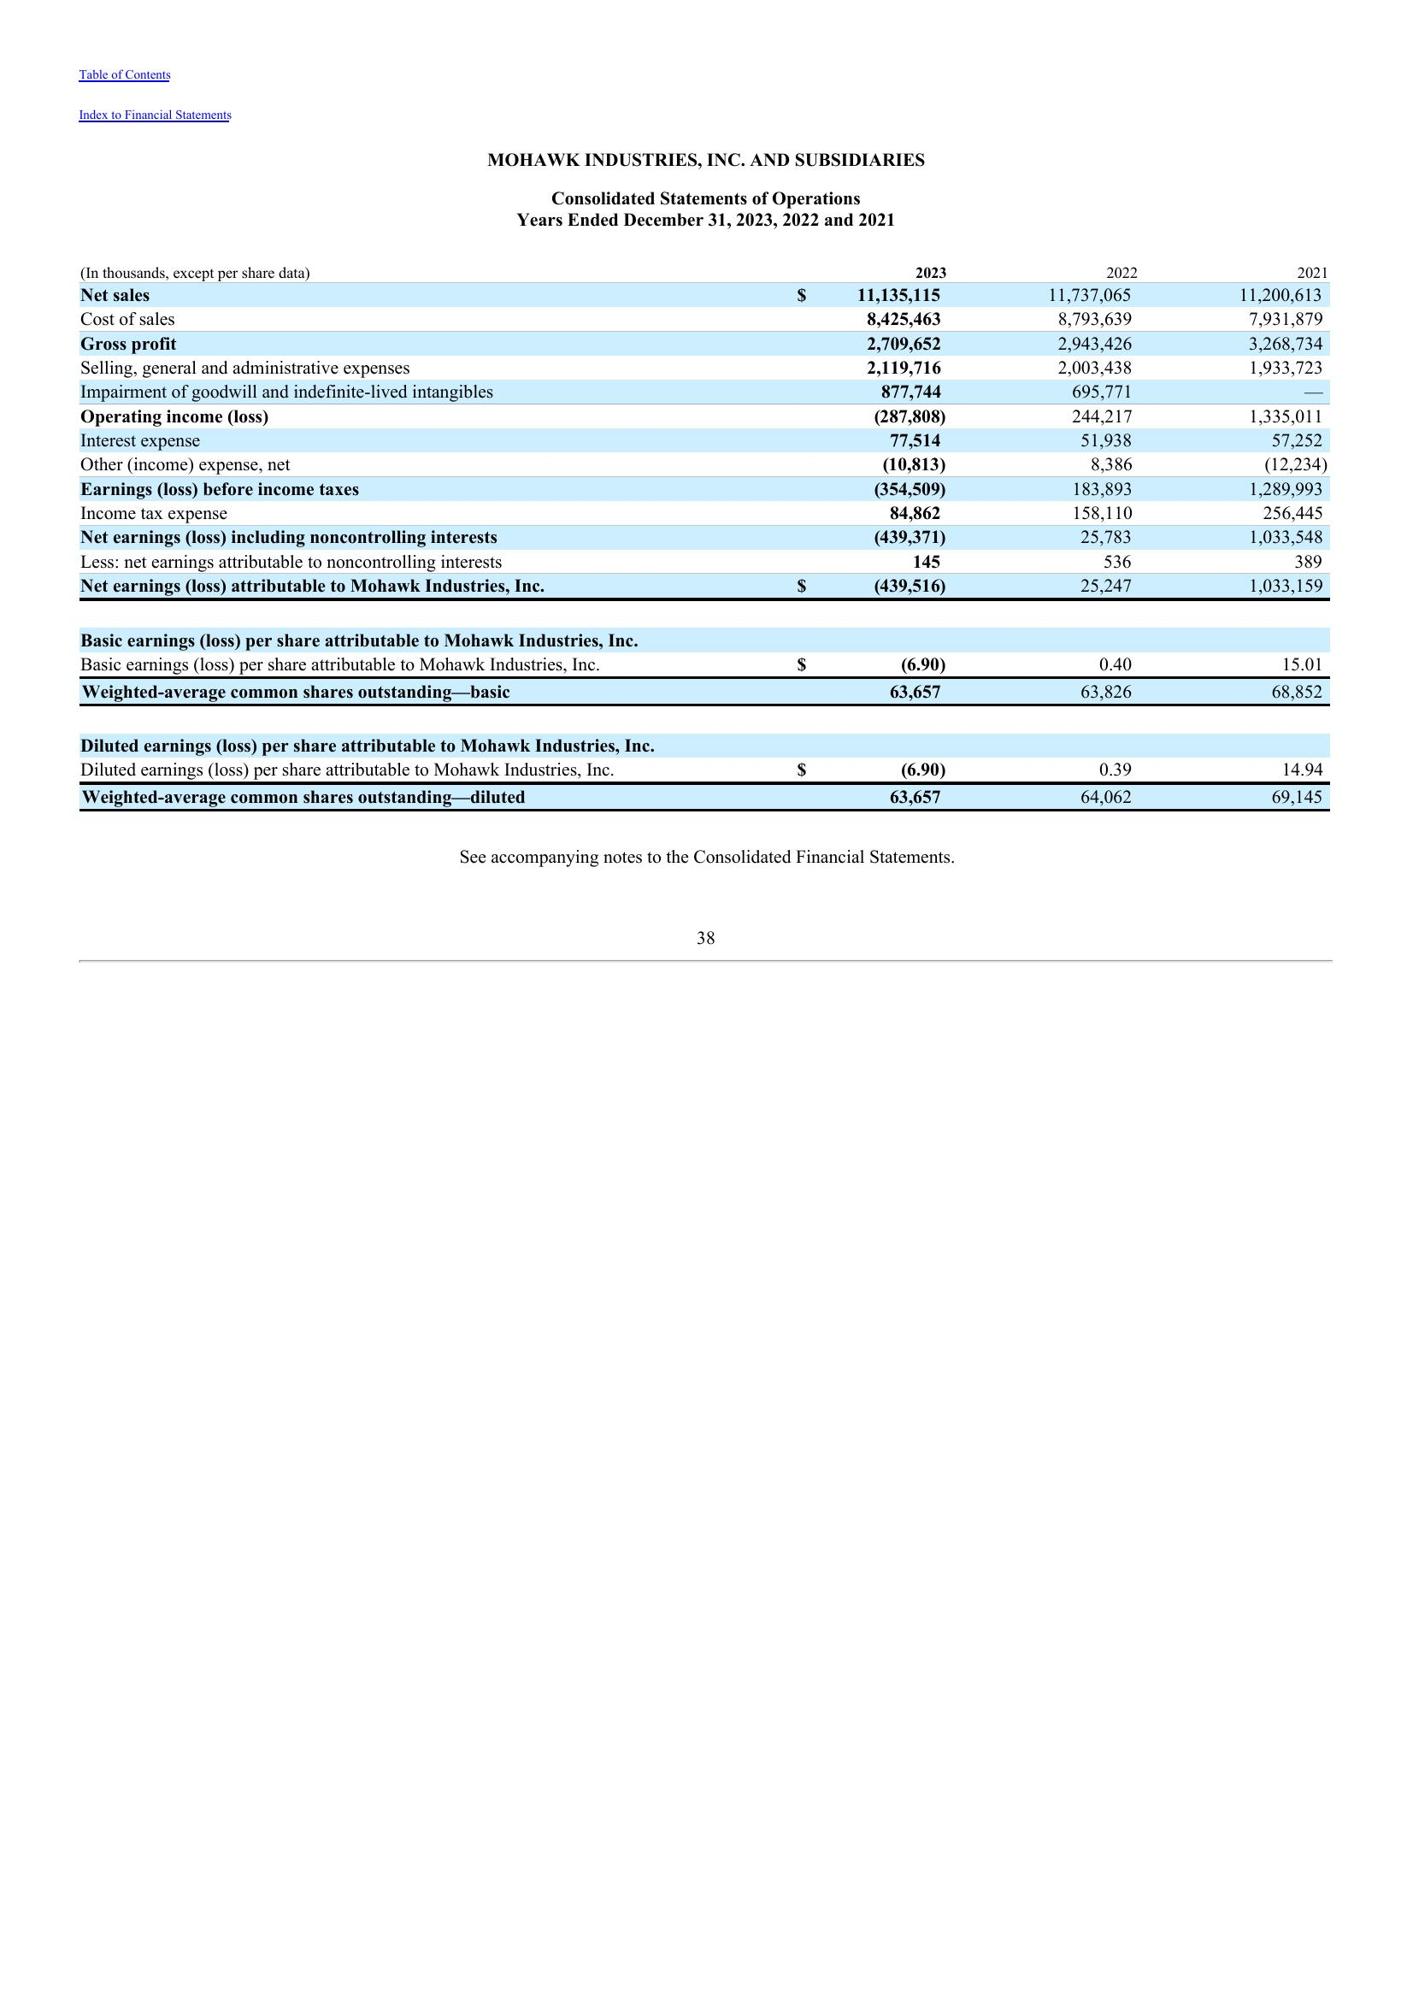 Table of Contents
Index to Financial Statements
MOHAWK INDUSTRIES, INC. AND SUBSIDIARIES
Consolidated Statements of Operations
Years Ended December 31, 2023, 2022 and 2021
(In thousands, except per share data) 2023 2022 2021
Net sales $ 11,135,115 11,737,065 11,200,613
Cost of sales 8,425,463 8,793,639 7,931,879
Gross profit 2,709,652 2,943,426 3,268,734
Selling, general and administrative expenses 2,119,716 2,003,438 1,933,723
Impairment of goodwill and indefinite-lived intangibles 877,744 695,771 —
Operating income (loss) (287,808) 244,217 1,335,011
Interest expense 77,514 51,938 57,252
Other (income) expense, net (10,813) 8,386 (12,234)
Earnings (loss) before income taxes (354,509) 183,893 1,289,993
Income tax expense 84,862 158,110 256,445
Net earnings (loss) including noncontrolling interests (439,371) 25,783 1,033,548
Less: net earnings attributable to noncontrolling interests 145 536 389
Net earnings (loss) attributable to Mohawk Industries, Inc. $ (439,516) 25,247 1,033,159
Basic earnings (loss) per share attributable to Mohawk Industries, Inc.
Basic earnings (loss) per share attributable to Mohawk Industries, Inc. $ (6.90) 0.40 15.01
Weighted-average common shares outstanding—basic 63,657 63,826 68,852
Diluted earnings (loss) per share attributable to Mohawk Industries, Inc.
Diluted earnings (loss) per share attributable to Mohawk Industries, Inc. $ (6.90) 0.39 14.94
Weighted-average common shares outstanding—diluted 63,657 64,062 69,145
See accompanying notes to the Consolidated Financial Statements.
38